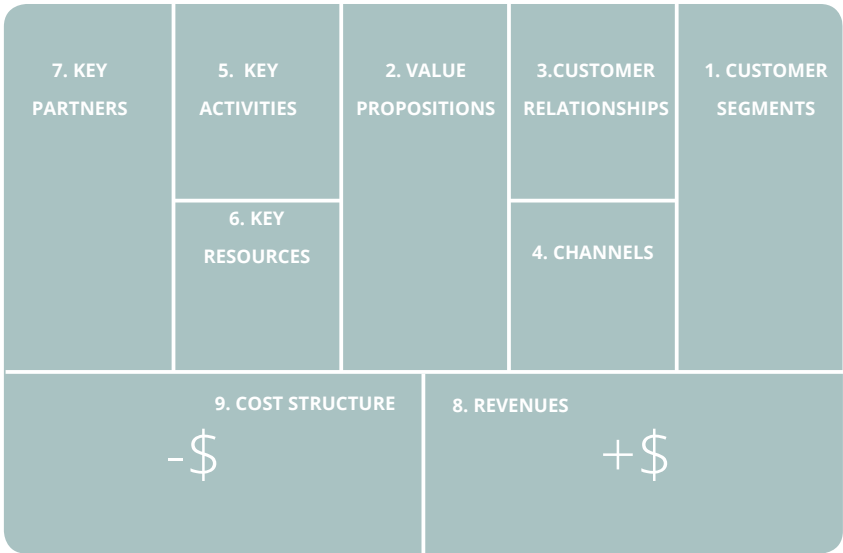 7. KEY
PARTNERS
5.  KEY
ACTIVITIES
6. KEY
RESOURCES
2. VALUE
PROPOSITIONS
3.CUSTOMER
RELATIONSHIPS
4. CHANNELS
1. CUSTOMER
SEGMENTS
9. COST STRUCTURE
-$
8. REVENUES
+$